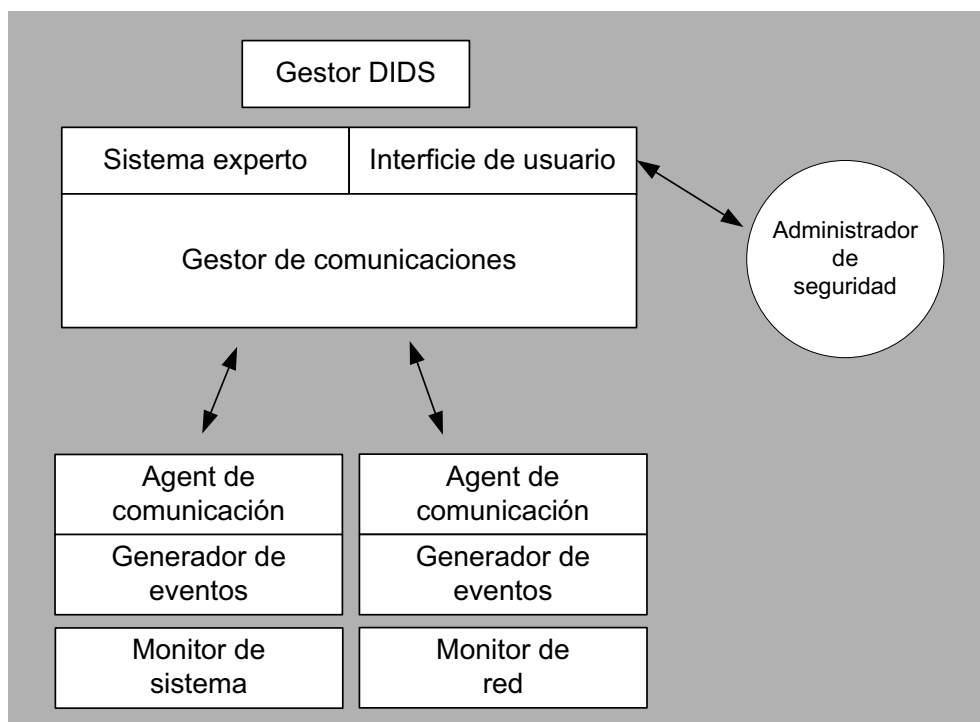 Gestor DIDS
Sistema experto
Interficie de usuario
Gestor de comunicaciones
Administrador
de
seguridad
Agent de
comunicación
Generador de
eventos
Monitor de
sistema
Agent de
comunicación
Generador de
eventos
Monitor de
red